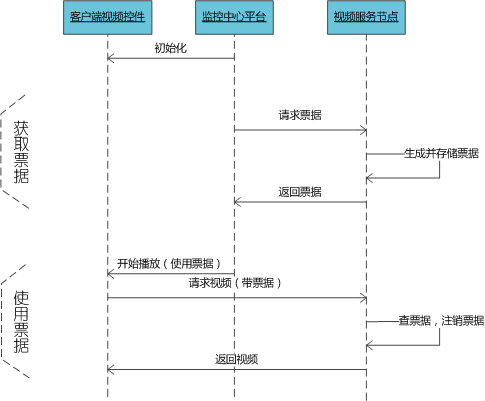 客户端视频控件
监控中心平台
视频服务节点
初始化
请求票据
获取票据
生成并存储票据
返回票据
开始播放（使用票据）
请求视频（带票据）
使用票据
查票据，注销票据
返回视频